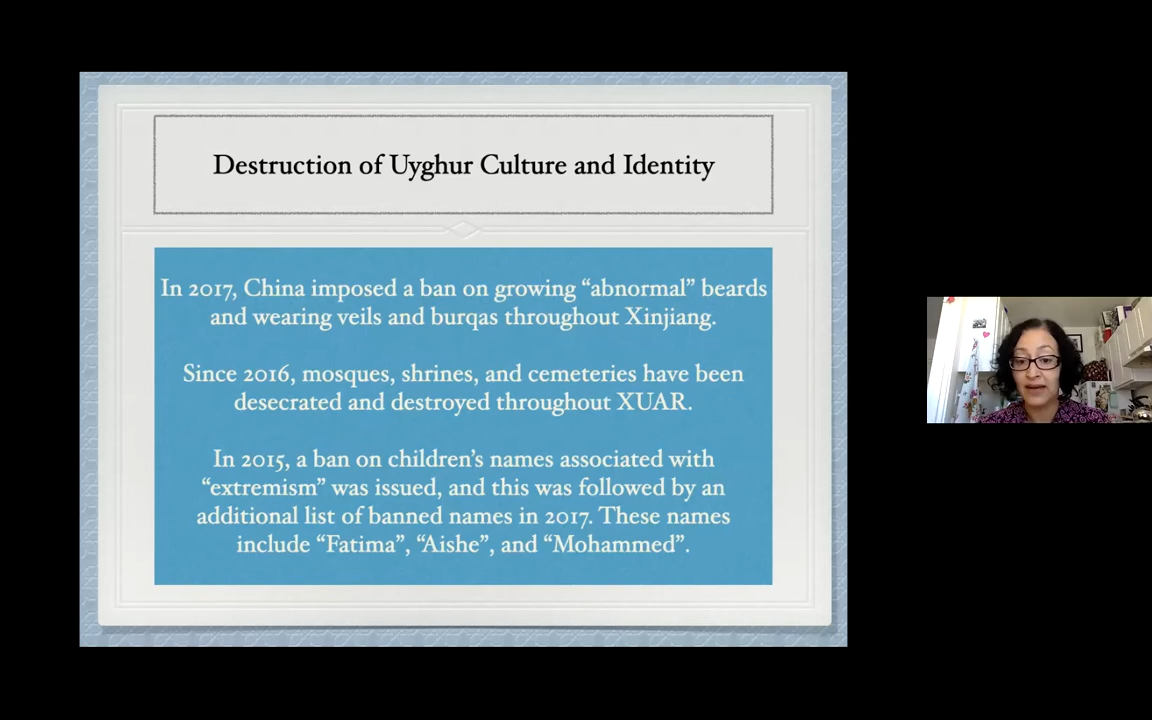 Destruction of Uyghur Culture and Identity
In 2017, China imposed a ban on growing “abnormal” beards
and wearing veils and burqas throughout Xinjiang.
Since 2016, mosques, shrines, and cemeteries have been
desecrated and destroyed throughout XUAR.
In 2015, a ban on children’s names associated with
“extremism” was issued, and this was followed by an
additional list of banned names in 2017. These names
include “Fatima”, “Aishe”, and “Mohammed”.